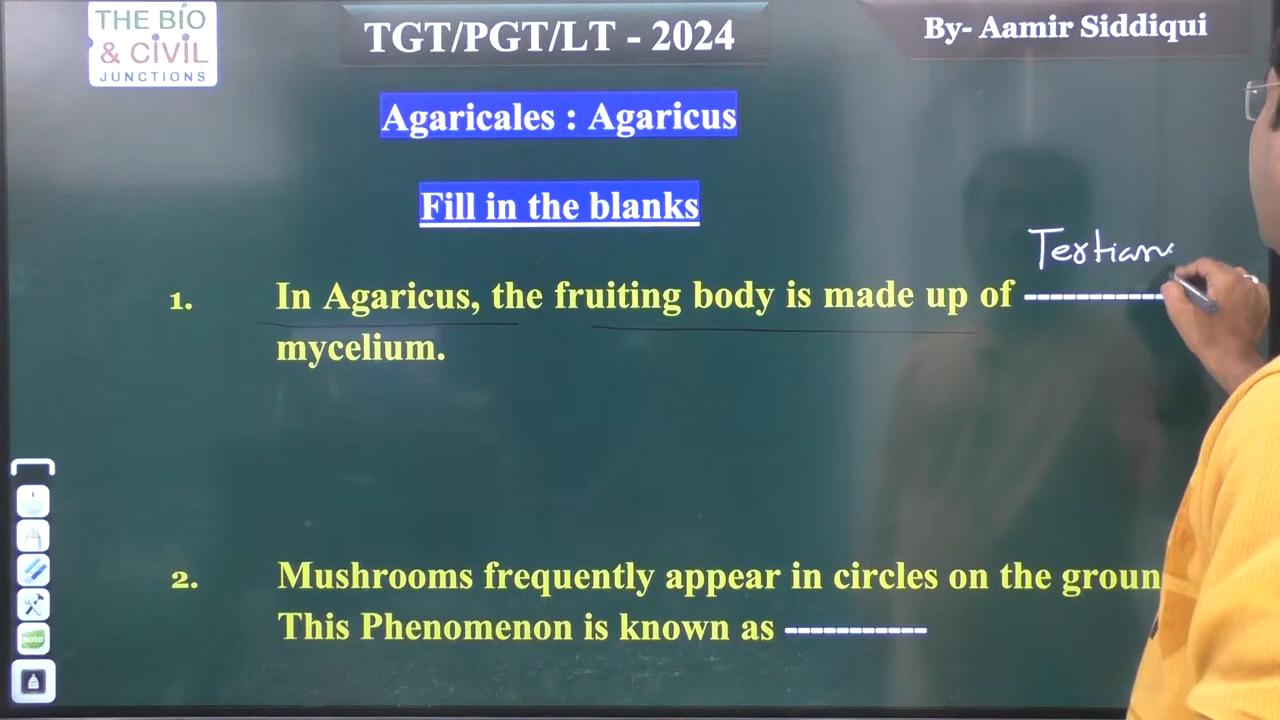 THE BIO
& CIVIL
JUNCTIONS
TGT/PGT/LT - 2024
By- Aamir Siddiqui
Agaricales : Agaricus
Fill in the blanks
Tertian
1. In Agaricus, the fruiting body is made up of -----------
mycelium.
2. Mushrooms frequently appear in circles on the groun
This Phenomenon is known as -----------
Note